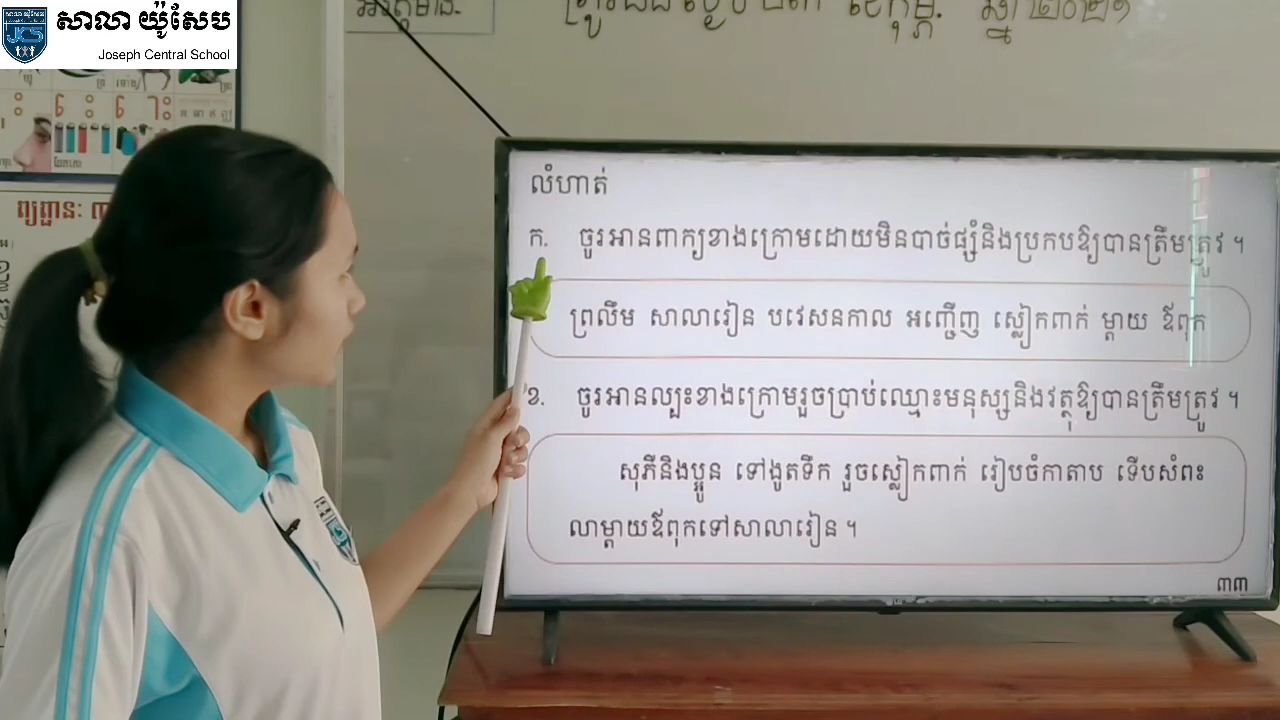 សាលា យ៉ូសែប
Joseph Central School
JCS
ព្យញ្ជនៈ
លំហាត់
ក. ចូរអានពាក្យខាងក្រោមដោយមិនបាច់ផ្សំនិងប្រកបឱ្យបានត្រឹមត្រូវ ។
ព្រលឹម សាលារៀន បវេសនកាល អញ្ជើញ ស្លៀកពាក់ ម្ដាយ ឪពុក
ខ. ចូរអានល្បះខាងក្រោមរួចប្រាប់ឈ្មោះមនុស្សនិងវត្ថុឱ្យបានត្រឹមត្រូវ ។
សុភីនិងប្អូន ទៅងូតទឹក រួចស្លៀកពាក់ រៀបចំកាតាប ទើបសំពះ
លាម្ដាយឪពុកទៅសាលារៀន ។
៣៣